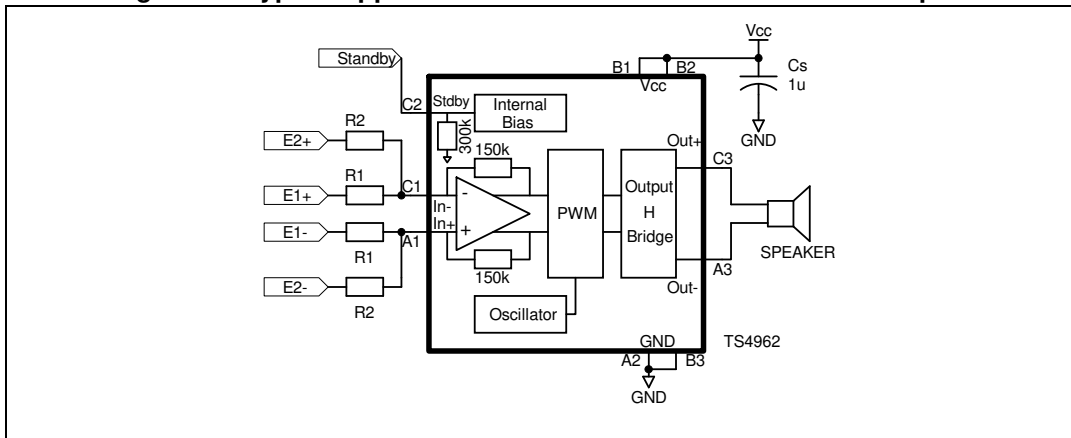 Vcc
Standby
B1
B2
Cs
1u
Vcc
C2
Stdby
Internal
Bias
300k
GND
R2
E2+
150k
Out+
C3
R1
E1+
C1
In-
-
Output
H
Bridge
PWM
E1-
In+
+
A1
R1
SPEAKER
150k
A3
E2-
R2
Out-
Oscillator
GND
TS4962
A2
B3
GND